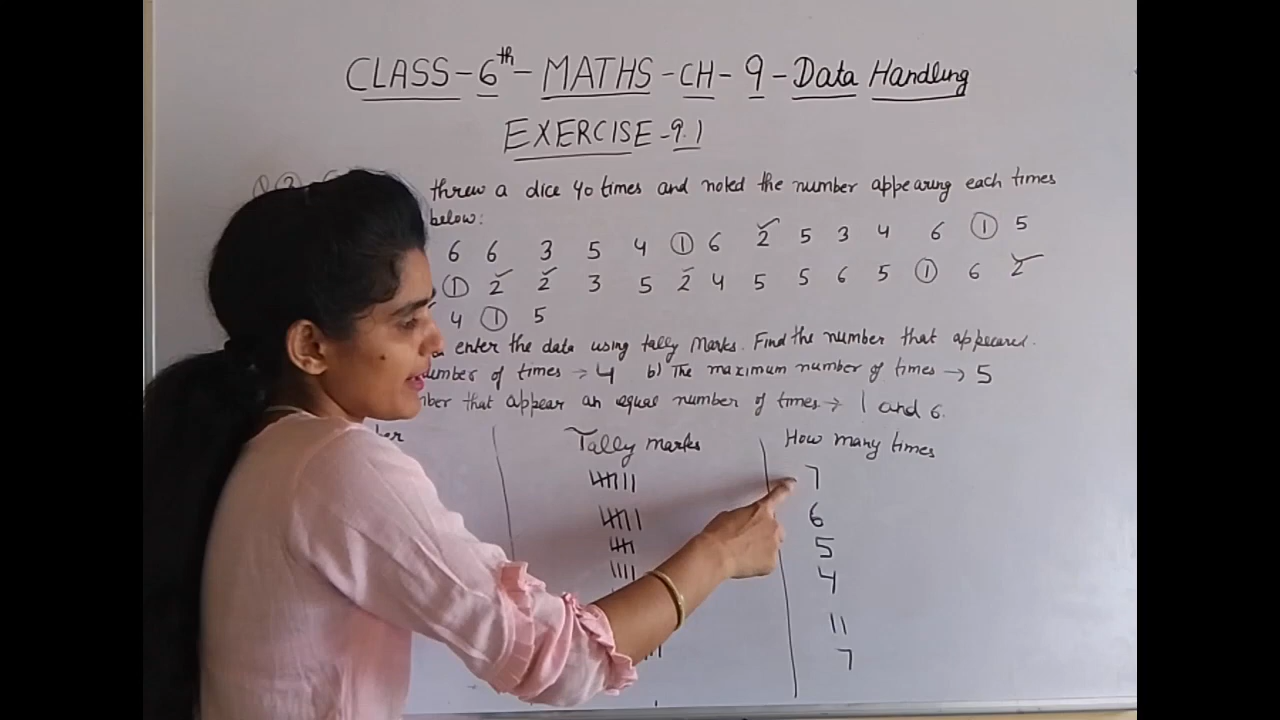 CLASS - 6th - MATHS - CH - 9 - Data Handling
EXERCISE - 9.1
threw a dice 40 times and noted the number appearing each times
below:
6 6 3 5 4 1 6 2 5 3 4 6 1 5
1 2 2 3 5 2 4 5 5 6 5 1 6 2
4 1 5
enter the data using tally marks. Find the number that appeared.
number of times → 4 b) The maximum number of times → 5
that appear an equal number of times → 1 and 6.
Tally marks How many times
7
6
5
4
11
7